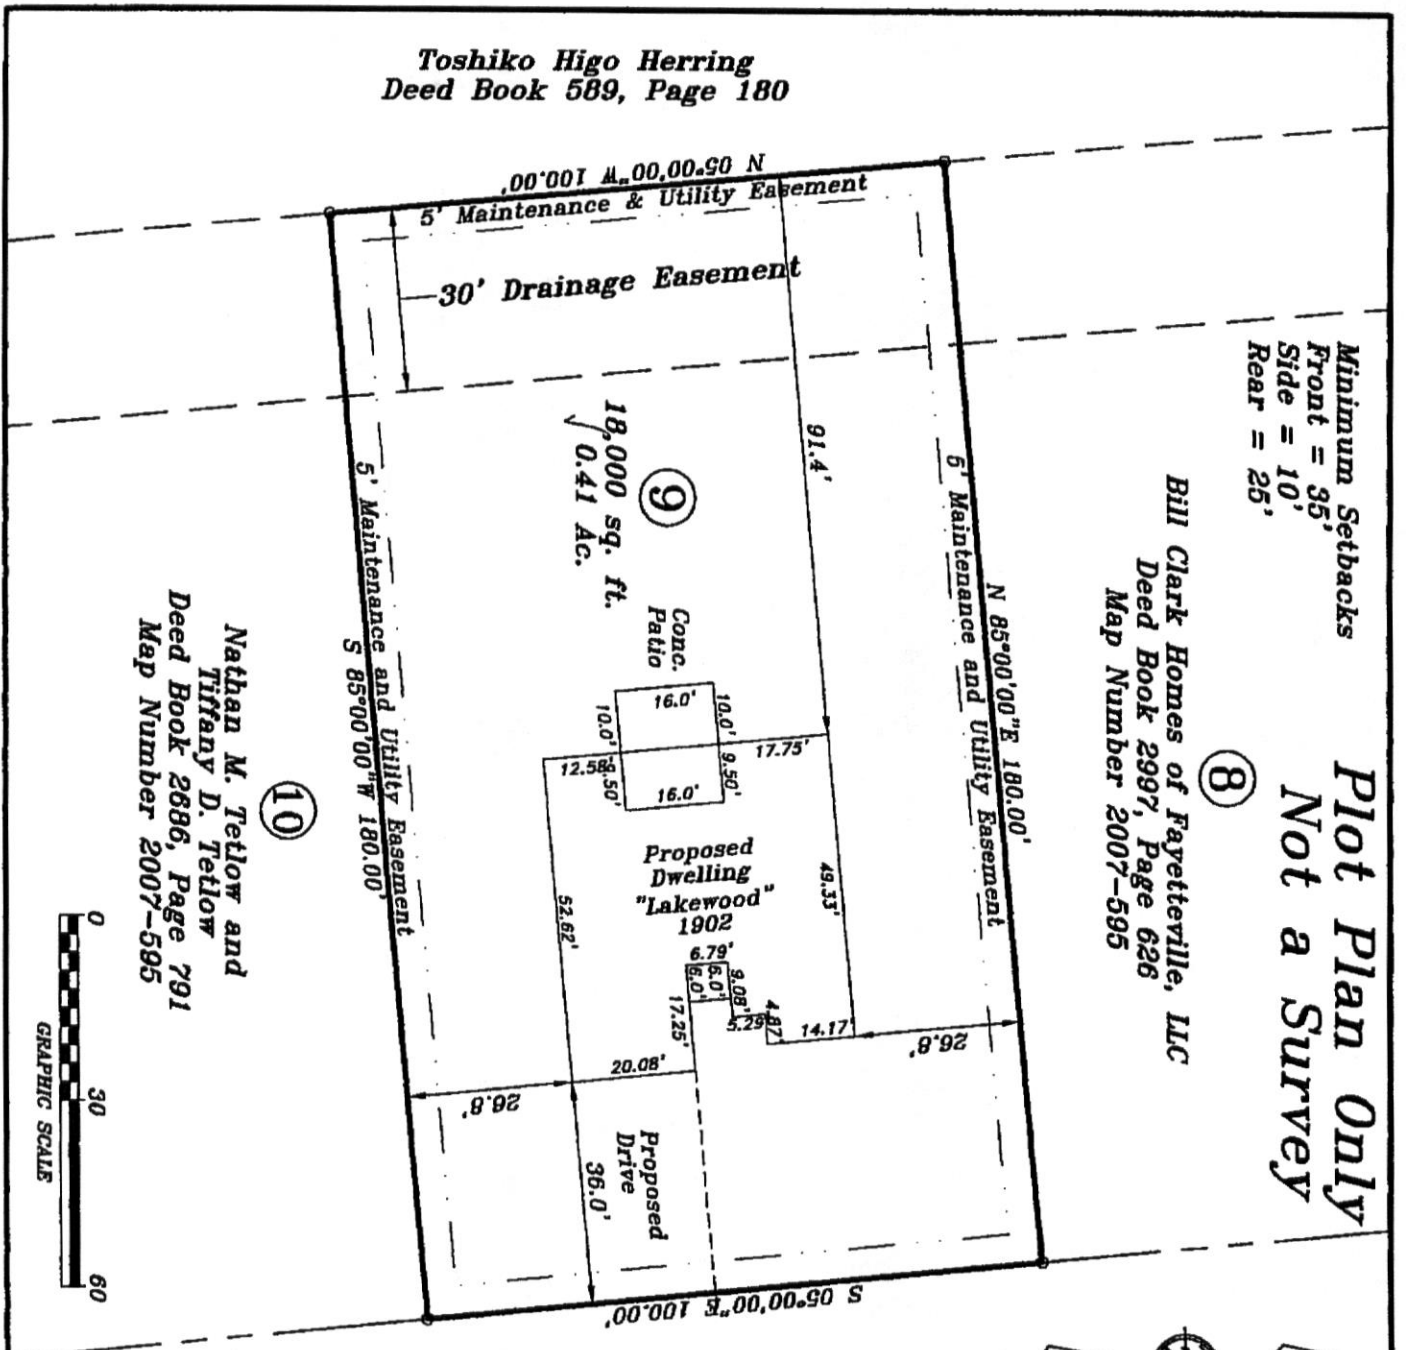 Toshiko Higo Herring
Deed Book 589, Page 180
N 05°00'00"W 100.00'
5' Maintenance & Utility Easement
30' Drainage Easement
Minimum Setbacks
Front = 35'
Side = 10'
Rear = 25'
Plot Plan Only
Not a Survey
8
Bill Clark Homes of Fayetteville, LLC
Deed Book 2997, Page 626
Map Number 2007-595
N 85°00'00"E 180.00'
5' Maintenance and Utility Easement
91.4'
9
18,000 sq. ft.
0.41 Ac.
Conc.
Patio
16.0'
10.0'
10.0'
17.75'
12.58'
9.50'
9.50'
16.0'
Proposed
Dwelling
"Lakewood"
1902
49.33'
52.62'
6.79'
6.0'
6.0'
9.08'
17.25'
5.29'
4.87'
14.17'
20.08'
26.8'
26.8'
36.0'
Proposed
Drive
5' Maintenance and Utility Easement
S 85°00'00"W 180.00'
S 05°00'00"E 100.00'
10
Nathan M. Tetlow and
Tiffany D. Tetlow
Deed Book 2686, Page 791
Map Number 2007-595
0 30 60
GRAPHIC SCALE